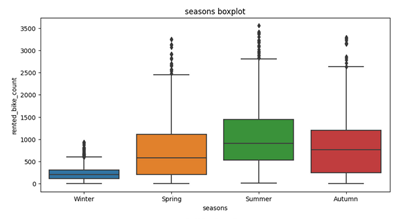 seasons boxplot
3500
3000
2500
2000
1500
1000
500
0
rented_bike_count
Winter Spring Summer Autumn
seasons